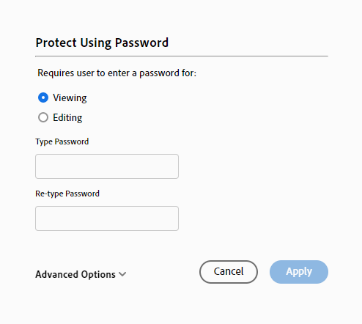 Protect Using Password
Requires user to enter a password for:
Viewing
Editing
Type Password
Re-type Password
Advanced Options
Cancel
Apply